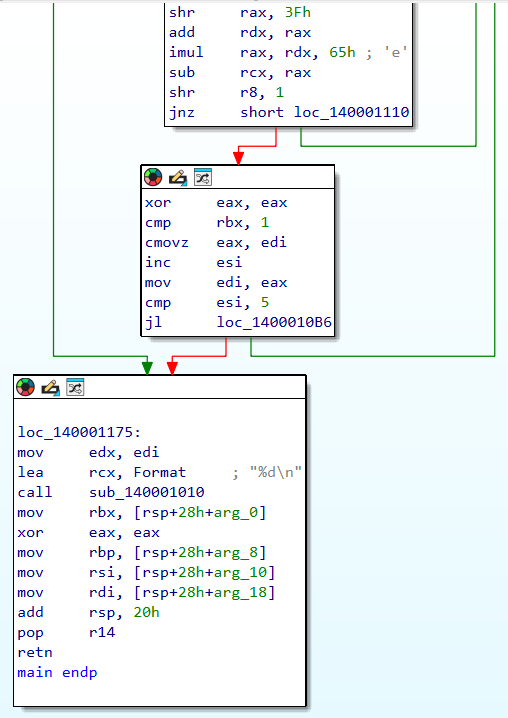 shr rax, 3Fh
add rdx, rax
imul rax, rdx, 65h ; 'e'
sub rcx, rax
shr r8, 1
jnz short loc_140001110
xor eax, eax
cmp rbx, 1
cmovz eax, edi
inc esi
mov edi, eax
cmp esi, 5
jl loc_1400010B6
loc_140001175:
mov edx, edi
lea rcx, Format ; "%d\n"
call sub_140001010
mov rbx, [rsp+28h+arg_0]
xor eax, eax
mov rbp, [rsp+28h+arg_8]
mov rsi, [rsp+28h+arg_10]
mov rdi, [rsp+28h+arg_18]
add rsp, 20h
pop r14
retn
main endp